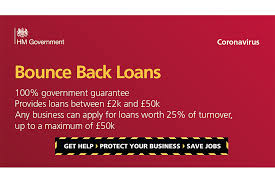 HM Government
Coronavirus
Bounce Back Loans
100% government guarantee
Provides loans between £2k and £50k
Any business can apply for loans worth 25% of turnover,
up to a maximum of £50k
GET HELP › PROTECT YOUR BUSINESS › SAVE JOBS